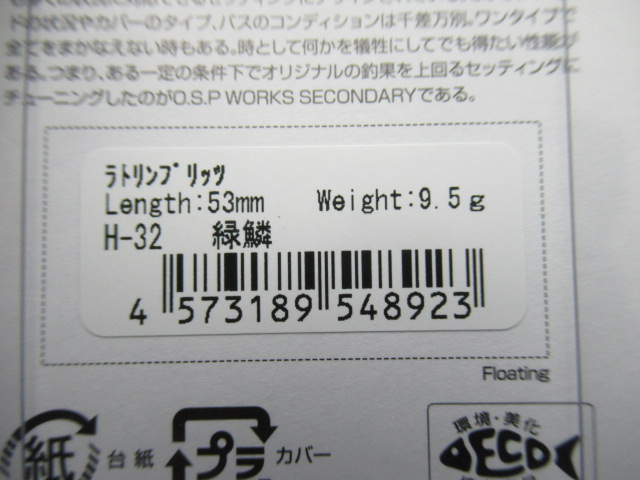 ドの状況やカバーのタイプ、バスのコンディションは千差万別。ワンタイプで
全てをまかなえない時もある。時として何かを犠牲にしてでも得たい性能が
ある。つまり、ある一定の条件下でオリジナルの釣果を上回るセッティングに
チューニングしたのがO.S.P WORKS SECONDARYである。
ﾗﾄﾘﾝﾌﾞﾘｯﾂ
Length:53mm Weight:9.5g
H-32 緑鱗
4 573189 548923
Floating
紙 台紙 プラ カバー
環境・美化
DECO